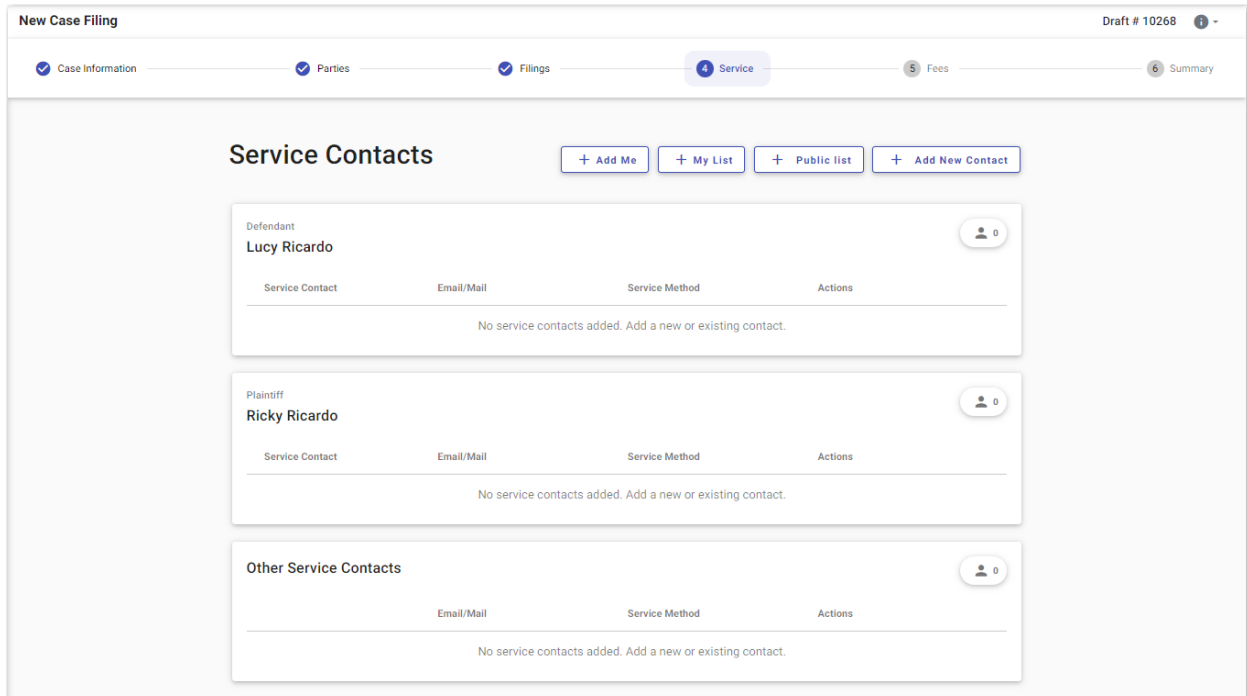 New Case Filing Draft # 10268
Case Information Parties Filings 4 Service 5 Fees 6 Summary
Service Contacts + Add Me + My List + Public list + Add New Contact
Defendant
Lucy Ricardo 0
Service Contact Email/Mail Service Method Actions
No service contacts added. Add a new or existing contact.
Plaintiff
Ricky Ricardo 0
Service Contact Email/Mail Service Method Actions
No service contacts added. Add a new or existing contact.
Other Service Contacts 0
Email/Mail Service Method Actions
No service contacts added. Add a new or existing contact.